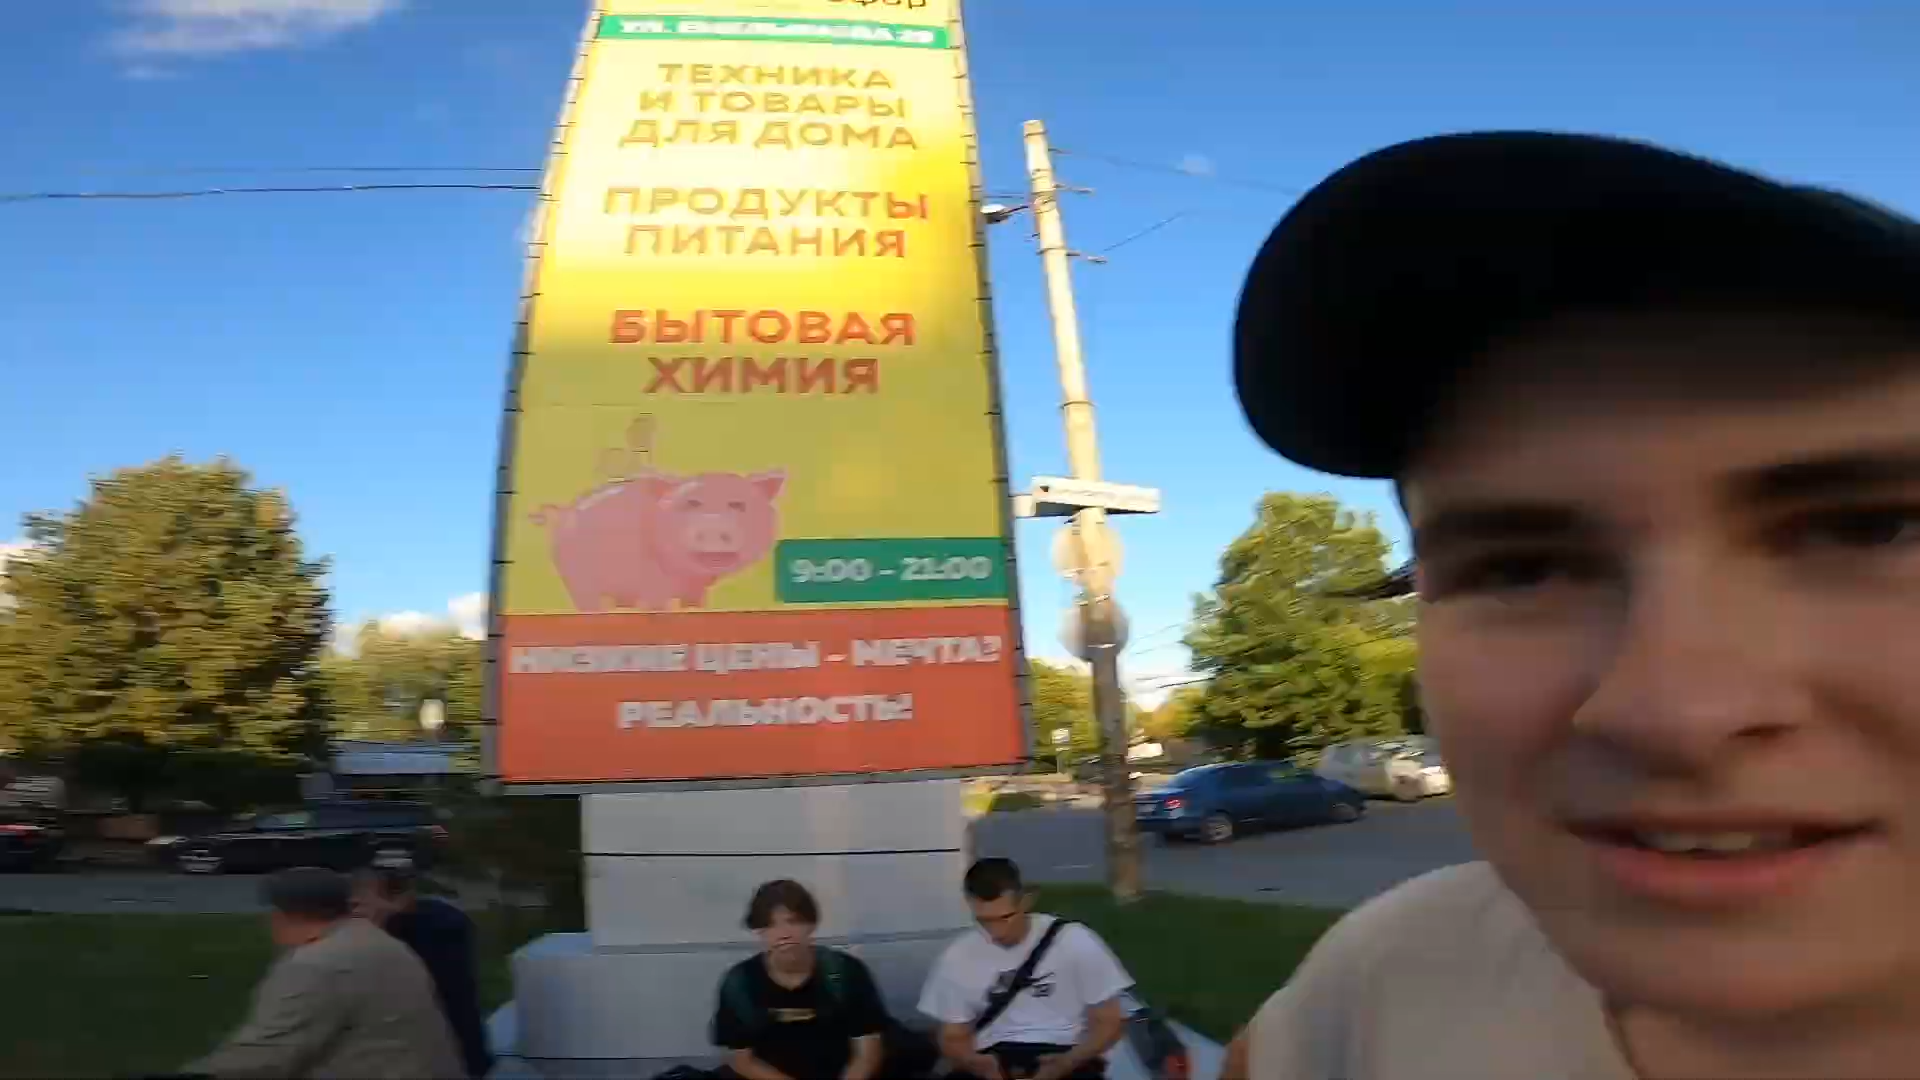 ТЕХНИКА
И ТОВАРЫ
ДЛЯ ДОМА
ПРОДУКТЫ
ПИТАНИЯ
БЫТОВАЯ
ХИМИЯ
9:00 - 21:00
НИЗКИЕ ЦЕНЫ - МЕЧТА?
РЕАЛЬНОСТЬ!